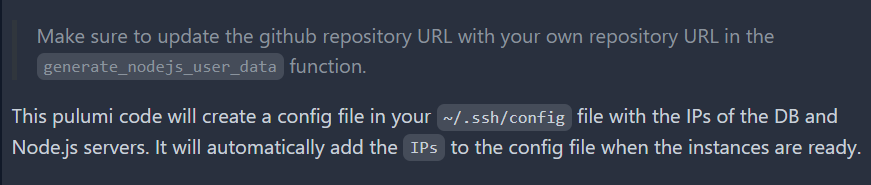 Make sure to update the github repository URL with your own repository URL in the
generate_nodejs_user_data function.
This pulumi code will create a config file in your ~/.ssh/config file with the IPs of the DB and
Node.js servers. It will automatically add the IPs to the config file when the instances are ready.